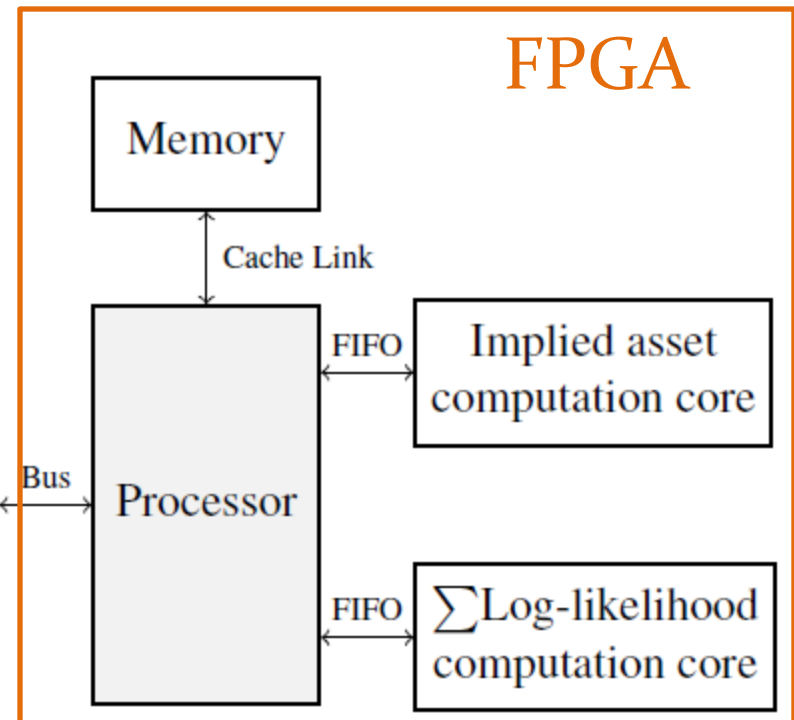 FPGA
Memory
Cache Link
FIFO
Implied asset
computation core
Bus
Processor
FIFO
∑Log-likelihood
computation core